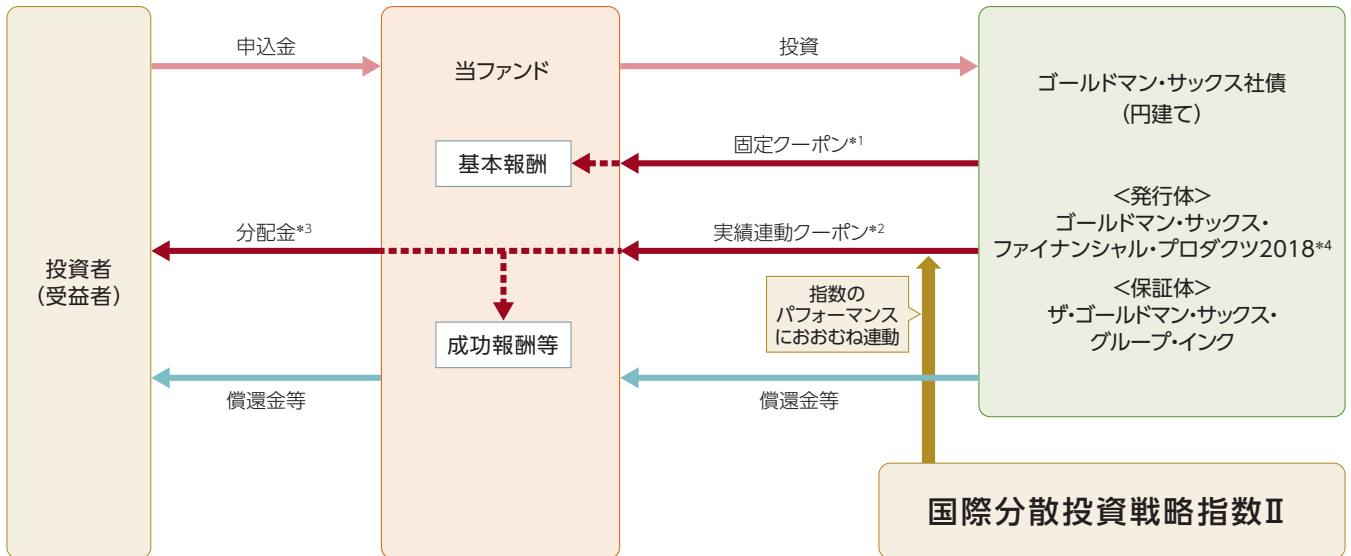 申込金
投資
当ファンド
ゴールドマン・サックス社債
(円建て)
固定クーポン*1
基本報酬
<発行体>
ゴールドマン・サックス・
ファイナンシャル・プロダクツ2018*4
分配金*3
実績連動クーポン*2
投資者
(受益者)
指数の
パフォーマンス
におおむね連動
<保証体>
ザ・ゴールドマン・サックス・
グループ・インク
成功報酬等
償還金等
償還金等
国際分散投資戦略指数Ⅱ